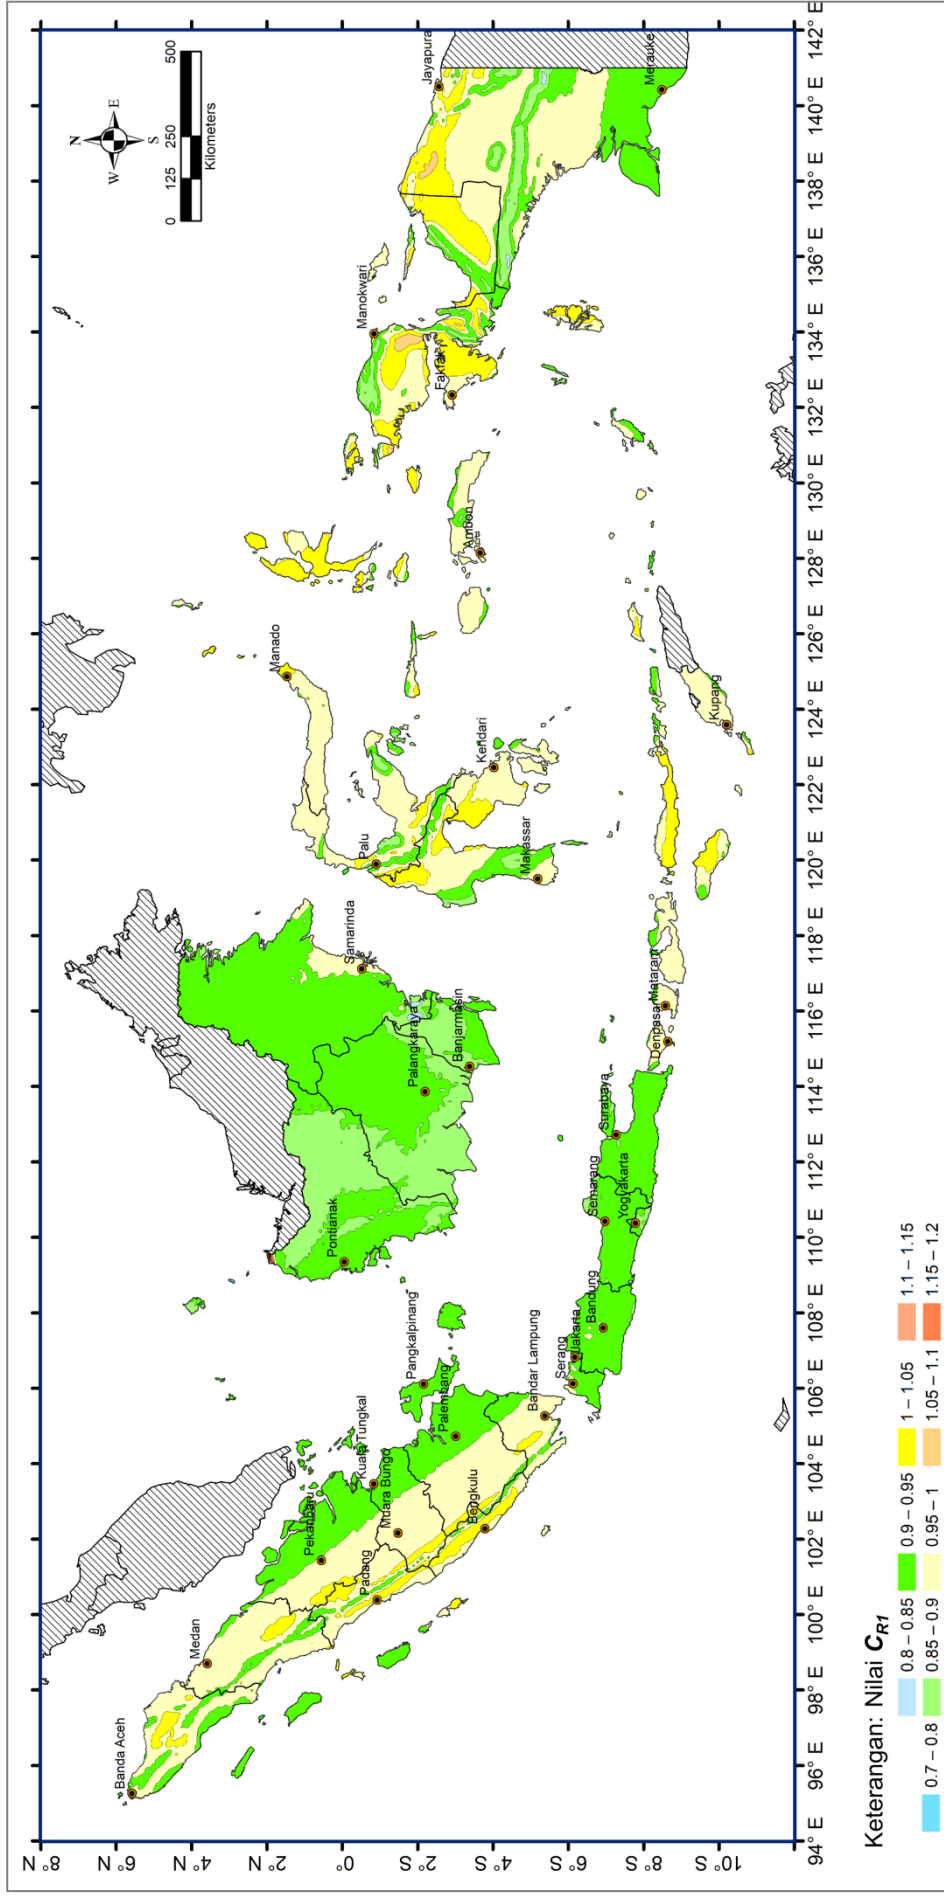 8° N
6° N
4° N
2° N
0°
2° S
4° S
6° S
8° S
10° S
94° E
96° E
98° E
100° E
102° E
104° E
106° E
108° E
110° E
112° E
114° E
116° E
118° E
120° E
122° E
124° E
126° E
128° E
130° E
132° E
134° E
136° E
138° E
140° E
142° E
N
W
E
S
0
125
250
500
Kilometers
Banda Aceh
Medan
Pekanbaru
Padang
Kuala Tungkal
Muara Bungo
Bengkulu
Palembang
Pangkalpinang
Bandar Lampung
Serang
Jakarta
Bandung
Semarang
Yogyakarta
Surabaya
Denpasar
Mataram
Kupang
Pontianak
Palangkaraya
Banjarmasin
Samarinda
Palu
Makassar
Kendari
Manado
Ambon
Fakfak
Manokwari
Jayapura
Merauke
Keterangan: Nilai C_R1
0.8 – 0.85
0.9 – 0.95
1 – 1.05
1.1 – 1.15
0.7 – 0.8
0.85 – 0.9
0.95 – 1
1.05 – 1.1
1.15 – 1.2